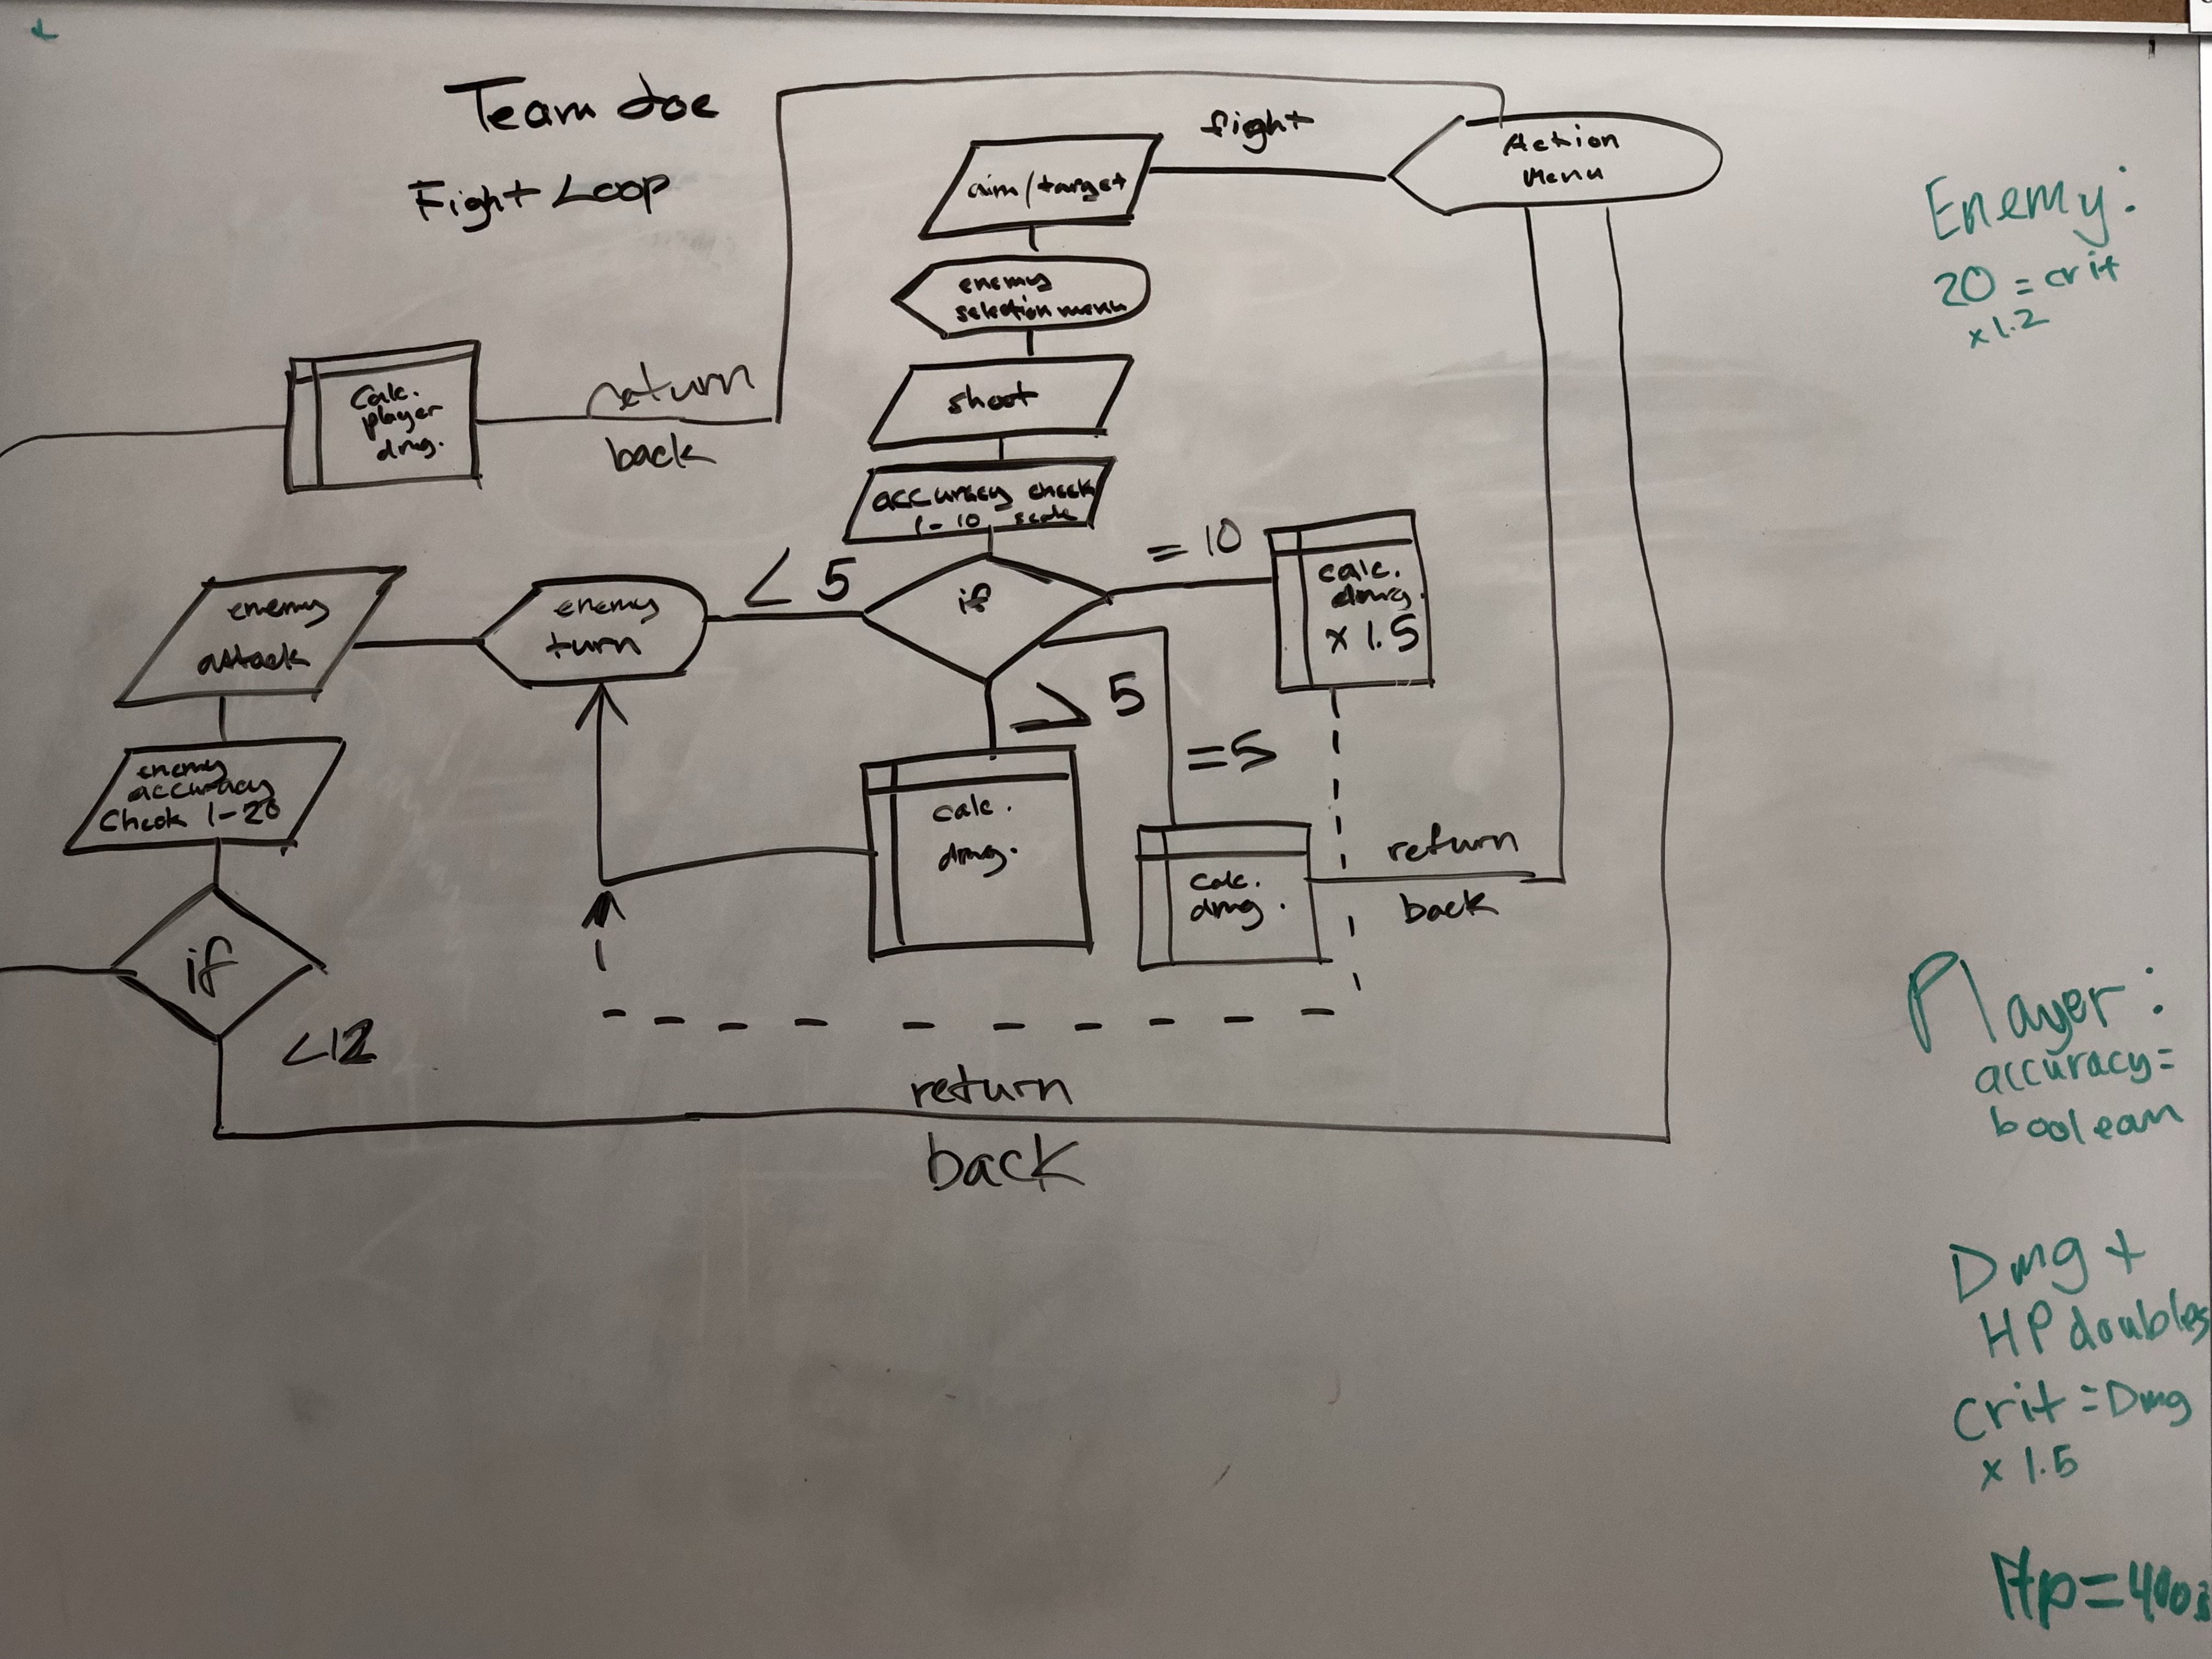 Team Joe
Fight Loop
fight
Action
Menu
aim/target
enemy
selection menu
shoot
accuracy check
1-10 scale
if
= 10
calc.
dmg.
x 1.5
< 5
> 5
=5
calc.
dmg.
calc.
dmg.
return
back
enemy
turn
enemy
attack
enemy
accuracy
Check 1-20
if
<12
return
back
Calc.
player
dmg.
return
back
Enemy:
20 = crit
x1.2
Player:
accuracy=
boolean
Dmg +
HP doubles
Crit = Dmg
x 1.5